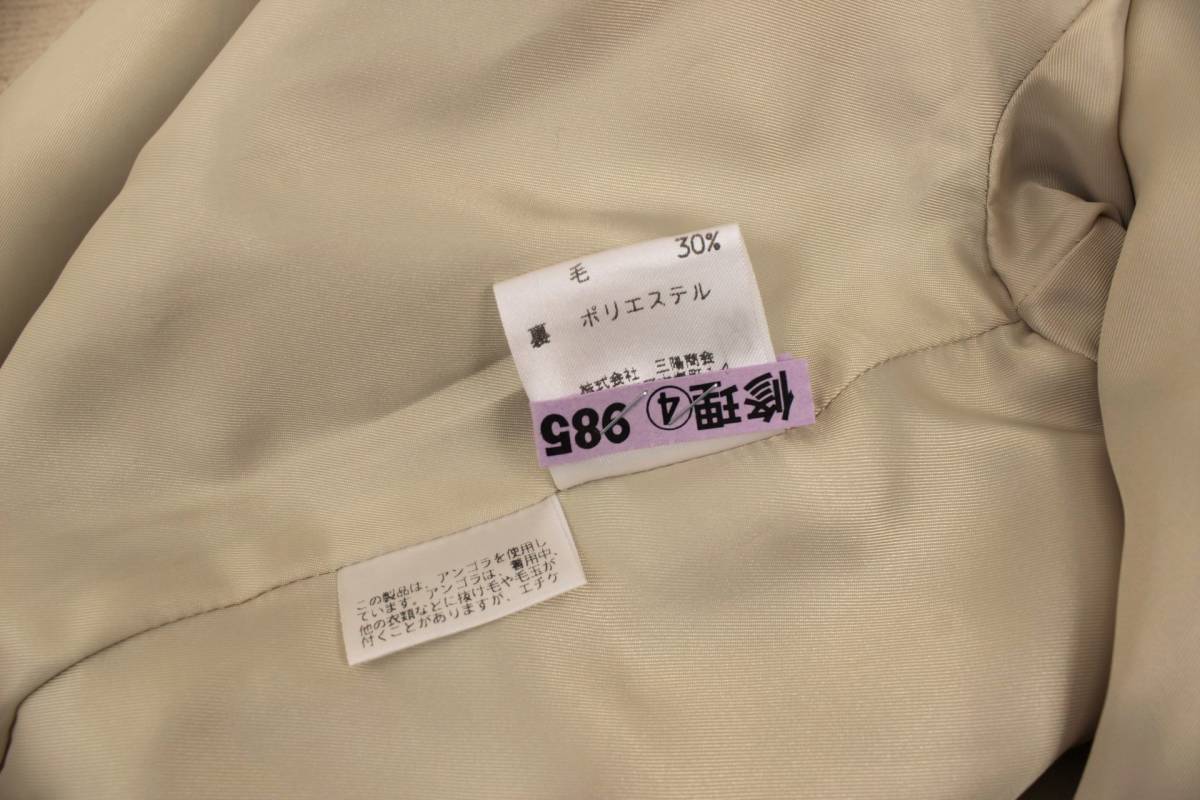 毛 30%
裏 ポリエステル
株式会社 三陽商会
修理④985
この製品は、アンゴラを使用し
ています。アンゴラは、着用中、
他の衣類などに抜け毛や毛玉が
付くことがありますが、エチケ